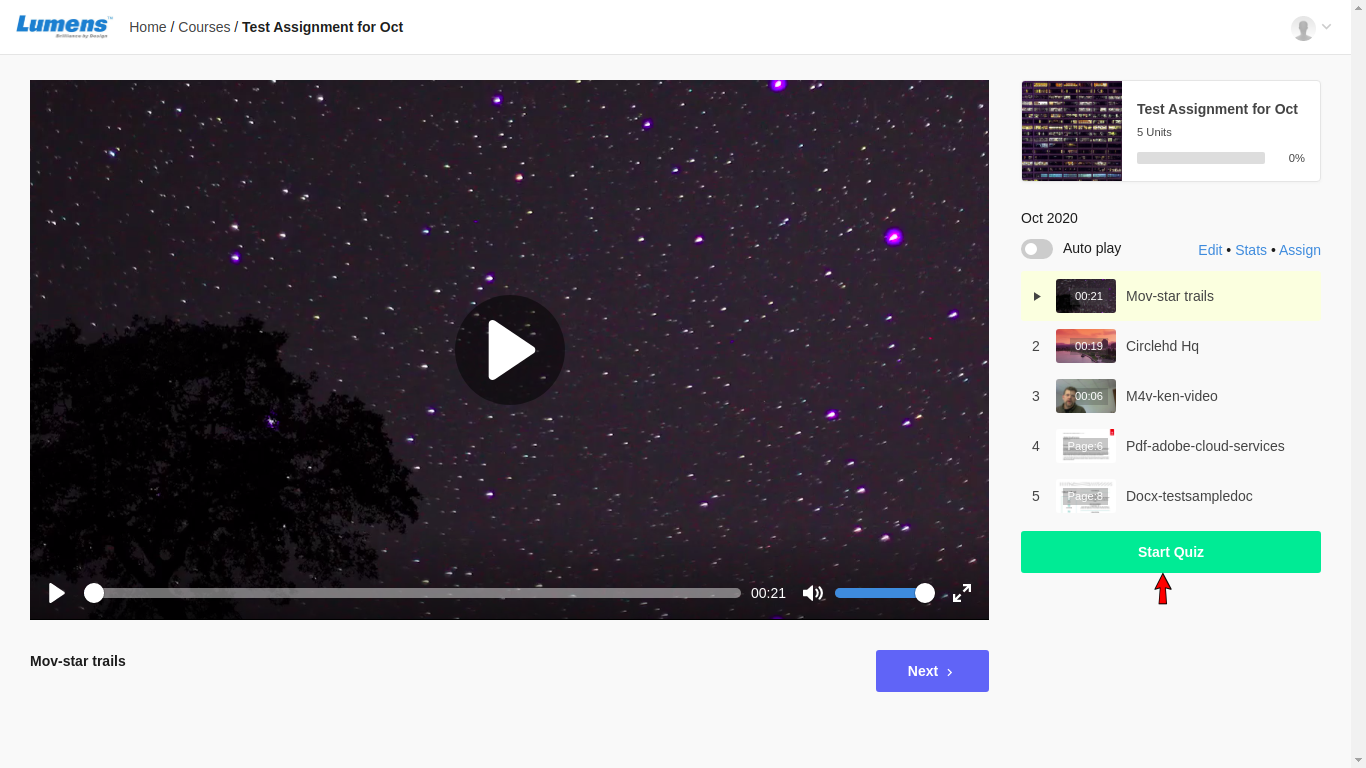 Lumens™
Brilliance by Design
Home / Courses / Test Assignment for Oct
Test Assignment for Oct
5 Units
0%
Oct 2020
Auto play
Edit • Stats • Assign
00:21
Mov-star trails
2
00:19
Circlehd Hq
3
00:06
M4v-ken-video
4
Page:6
Pdf-adobe-cloud-services
5
Page:8
Docx-testsampledoc
Start Quiz
00:21
Mov-star trails
Next ›